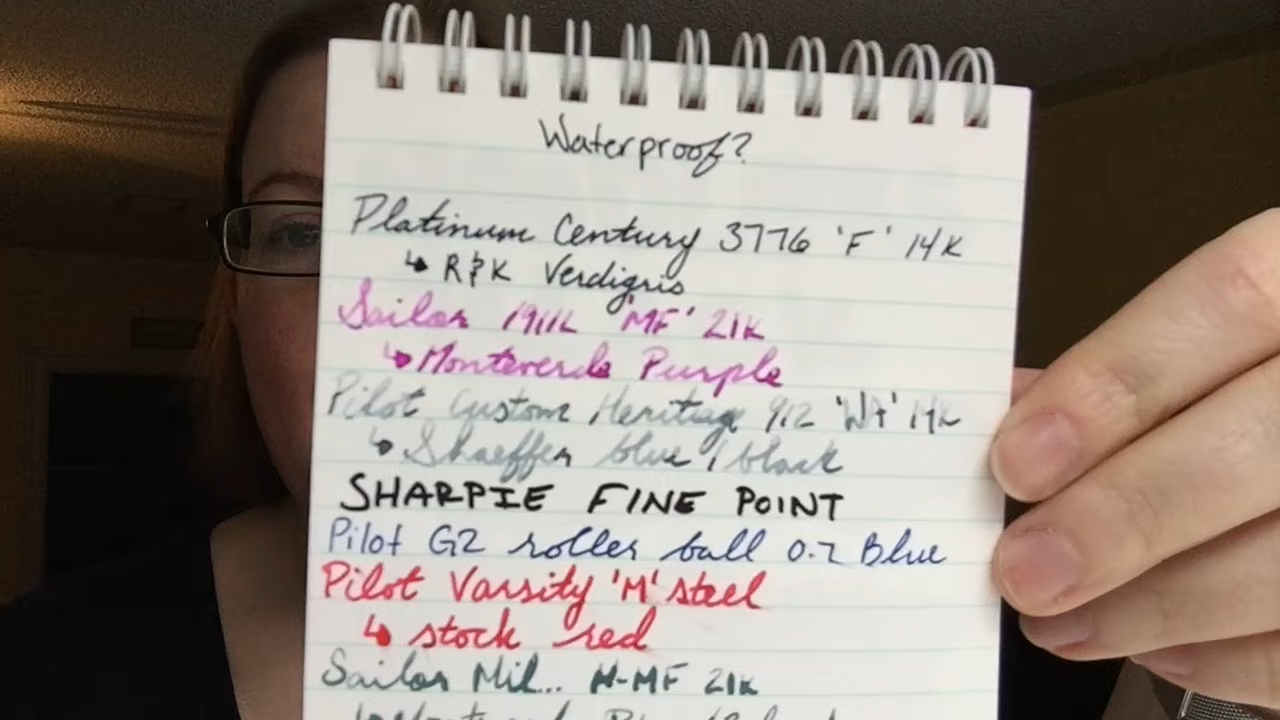 Waterproof?
Platinum Century 3776 'F' 14K
↳ R&K Verdigris
Sailor 1911L 'MF' 21K
↳ Monteverde Purple
Pilot Custom Heritage 912 'WA' 14K
↳ Shaeffer blue / black
SHARPIE FINE POINT
Pilot G2 roller ball 0.7 Blue
Pilot Varsity 'M' steel
↳ stock red
Sailor Mil... H-MF 21K